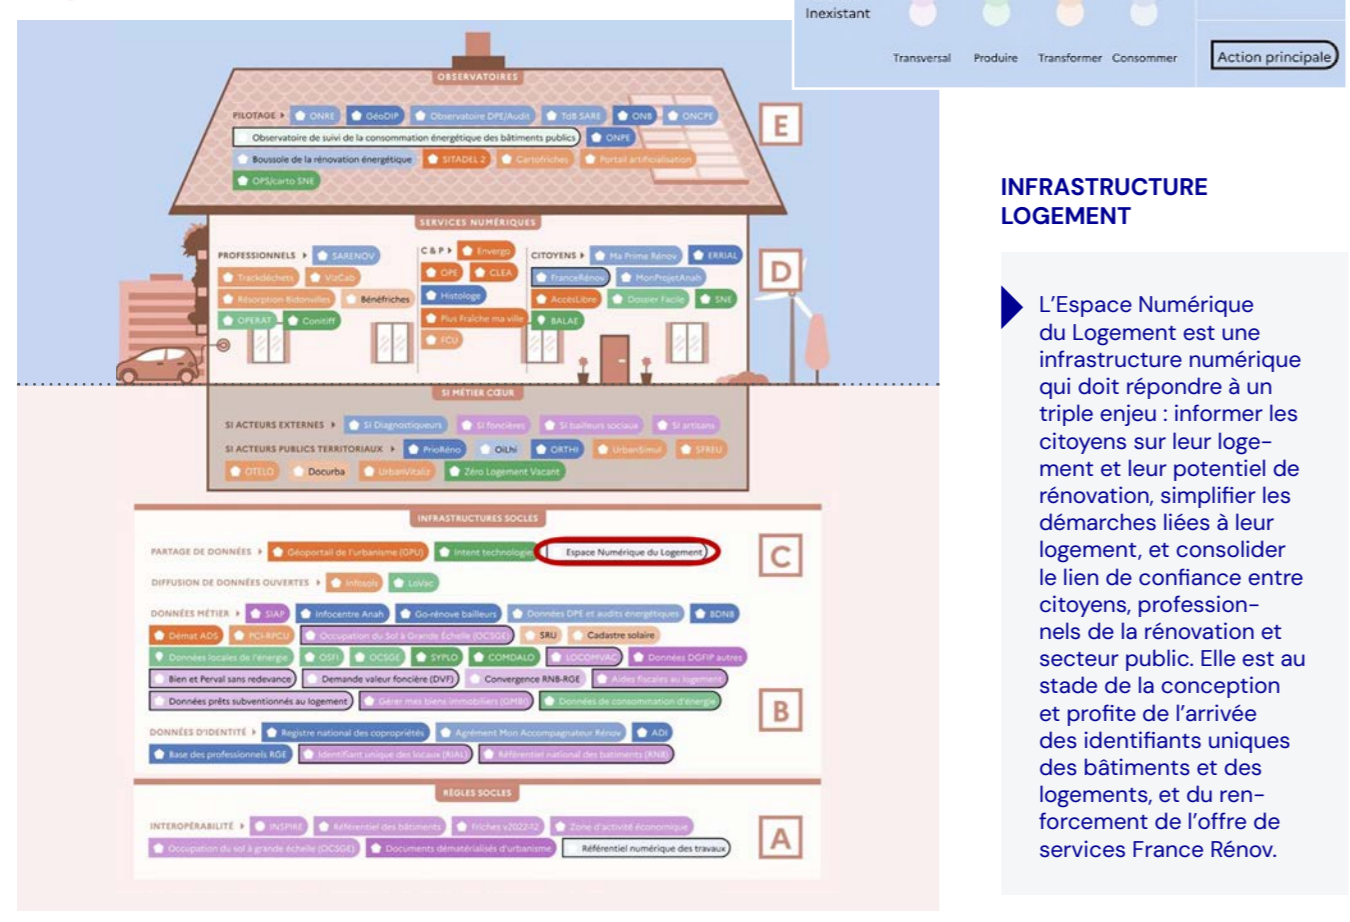 Inexistant
Transversal Produire Transformer Consommer
Action principale
OBSERVATOIRES
PILOTAGE ONRE GéoDIP Observatoire DPE/Audit TdB SARE ONB ONCPE
E
Observatoire de suivi de la consommation énergétique des bâtiments publics ONPE
Boussole de la rénovation énergétique SITADEL 2 Cartofriches Portail artificialisation
OPS/carto SNE
SERVICES NUMÉRIQUES
PROFESSIONNELS SARENOV
Trackdéchets VizCab
Résorption Bidonvilles Bénéfriches
OPERAT Conitiff
C & P Envergo
OPE CLEA
Histologe
Plus Fraîche ma ville
FCU
CITOYENS Ma Prime Rénov ERRIAL
FranceRénov MonProjetAnah
AccèsLibre Dossier Facile SNE
BALAE
D
SI MÉTIER CŒUR
SI ACTEURS EXTERNES SI Diagnostiqueurs SI foncières SI bailleurs sociaux SI artisans
SI ACTEURS PUBLICS TERRITORIAUX PrioRéno OiLhi ORTHI UrbanSimul SFREU
OTELO Docurba UrbanVitaliz Zéro Logement Vacant
INFRASTRUCTURES SOCLES
PARTAGE DE DONNÉES Géoportail de l'urbanisme (GPU) Intent technologie Espace Numérique du Logement
C
DIFFUSION DE DONNÉES OUVERTES Infosols LoVac
DONNÉES MÉTIER SIAP Infocentre Anah Go-rénove bailleurs Données DPE et audits énergétiques BDNB
Démat ADS PCI-RPCU Occupation du Sol à Grande Échelle (OCSGE) SRU Cadastre solaire
Données locales de l'énergie OSFI OCSGE SYPLO COMDALO LOCOMVAC Données DGFIP autres
Bien et Perval sans redevance Demande valeur foncière (DVF) Convergence RNB-RGE Aides fiscales au logement
Données prêts subventionnés au logement Gérer mes biens immobiliers (GMBI) Données de consommation d'énergie
B
DONNÉES D'IDENTITÉ Registre national des copropriétés Agrément Mon Accompagnateur Rénov ADI
Base des professionnels RGE Identifiant unique des locaux (RIAL) Référentiel national des batiments (RNB)
RÈGLES SOCLES
INTEROPÉRABILITÉ INSPIRE Référentiel des bâtiments Friches v2022-12 Zone d'activité économique
Occupation du sol à grande échelle (OCSGE) Documents dématérialisés d'urbanisme Référentiel numérique des travaux
A
INFRASTRUCTURE
LOGEMENT
L'Espace Numérique
du Logement est une
infrastructure numérique
qui doit répondre à un
triple enjeu : informer les
citoyens sur leur loge-
ment et leur potentiel de
rénovation, simplifier les
démarches liées à leur
logement, et consolider
le lien de confiance entre
citoyens, profession-
nels de la rénovation et
secteur public. Elle est au
stade de la conception
et profite de l'arrivée
des identifiants uniques
des bâtiments et des
logements, et du ren-
forcement de l'offre de
services France Rénov.